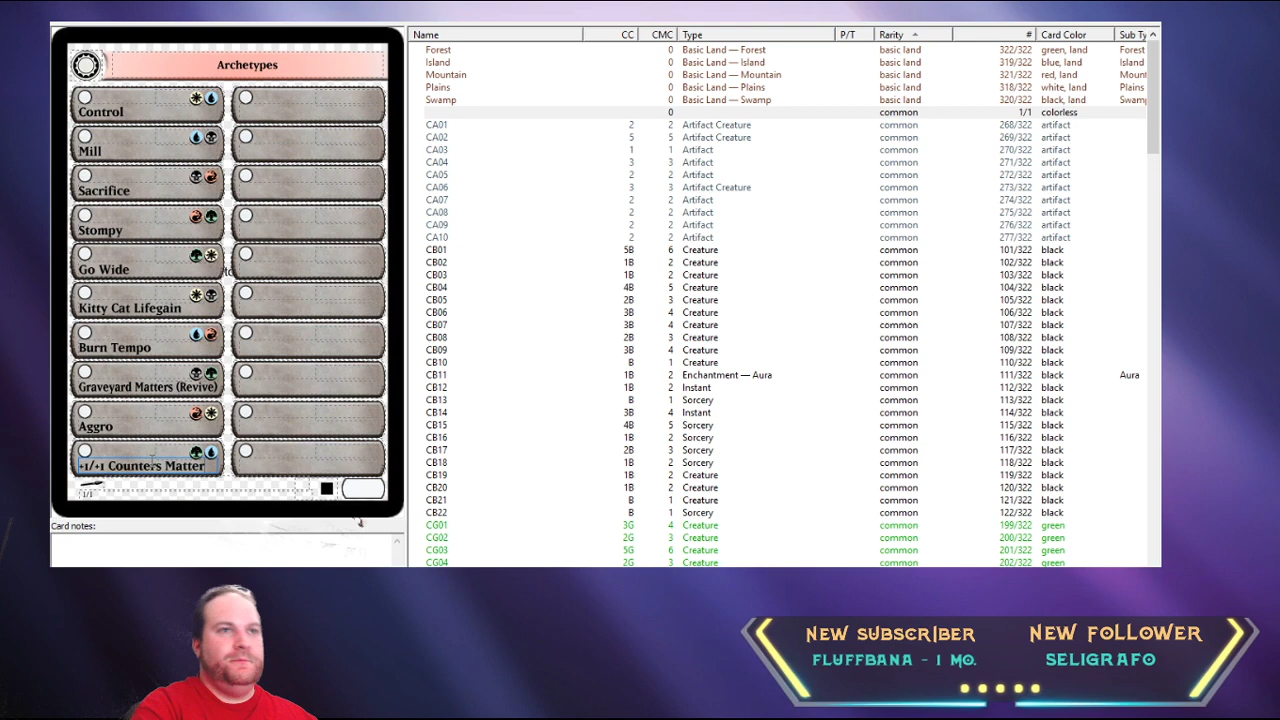 Archetypes
Control
Mill
Sacrifice
Stompy
Go Wide
Kitty Cat Lifegain
Burn Tempo
Graveyard Matters (Revive)
Aggro
+1/+1 Counters Matter
1/1
Card notes:
Name CC CMC Type P/T Rarity # Card Color Sub Ty
Forest 0 Basic Land — Forest basic land 322/322 green, land Forest
Island 0 Basic Land — Island basic land 319/322 blue, land Island
Mountain 0 Basic Land — Mountain basic land 321/322 red, land Mount
Plains 0 Basic Land — Plains basic land 318/322 white, land Plains
Swamp 0 Basic Land — Swamp basic land 320/322 black, land Swamp
0 common 1/1 colorless
CA01 2 2 Artifact Creature common 268/322 artifact
CA02 5 5 Artifact Creature common 269/322 artifact
CA03 1 1 Artifact common 270/322 artifact
CA04 3 3 Artifact common 271/322 artifact
CA05 2 2 Artifact common 272/322 artifact
CA06 3 3 Artifact Creature common 273/322 artifact
CA07 2 2 Artifact common 274/322 artifact
CA08 2 2 Artifact common 275/322 artifact
CA09 2 2 Artifact common 276/322 artifact
CA10 2 2 Artifact common 277/322 artifact
CB01 5B 6 Creature common 101/322 black
CB02 1B 2 Creature common 102/322 black
CB03 1B 2 Creature common 103/322 black
CB04 4B 5 Creature common 104/322 black
CB05 2B 3 Creature common 105/322 black
CB06 3B 4 Creature common 106/322 black
CB07 3B 4 Creature common 107/322 black
CB08 2B 3 Creature common 108/322 black
CB09 3B 4 Creature common 109/322 black
CB10 B 1 Creature common 110/322 black
CB11 1B 2 Enchantment — Aura common 111/322 black Aura
CB12 1B 2 Instant common 112/322 black
CB13 B 1 Sorcery common 113/322 black
CB14 3B 4 Instant common 114/322 black
CB15 4B 5 Sorcery common 115/322 black
CB16 1B 2 Sorcery common 116/322 black
CB17 2B 3 Sorcery common 117/322 black
CB18 1B 2 Sorcery common 118/322 black
CB19 1B 2 Creature common 119/322 black
CB20 1B 2 Creature common 120/322 black
CB21 B 1 Creature common 121/322 black
CB22 B 1 Sorcery common 122/322 black
CG01 3G 4 Creature common 199/322 green
CG02 2G 3 Creature common 200/322 green
CG03 5G 6 Creature common 201/322 green
CG04 2G 3 Creature common 202/322 green
NEW SUBSCRIBER
FLUFFBANA - 1 MO.
NEW FOLLOWER
SELIGRAFO